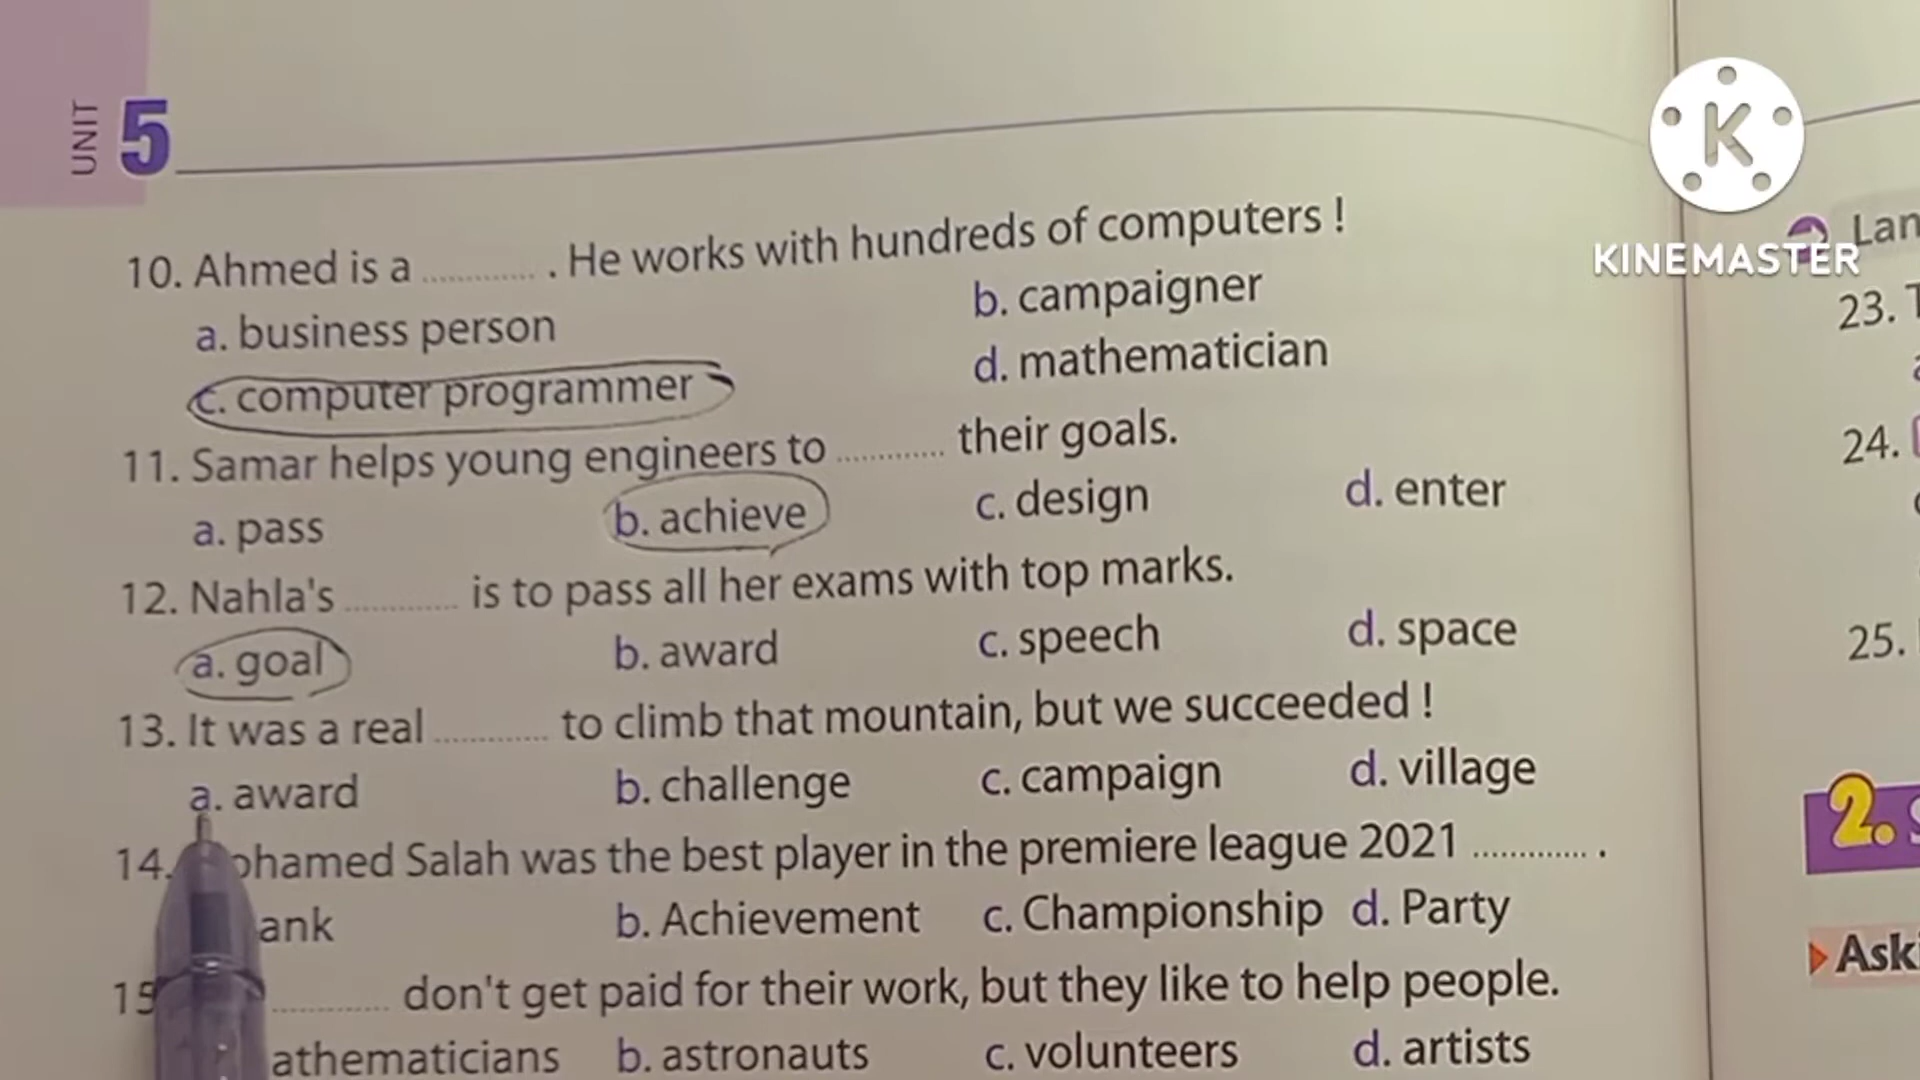 UNIT 5
10. Ahmed is a ............ . He works with hundreds of computers !
a. business person b. campaigner
c. computer programmer d. mathematician
11. Samar helps young engineers to ............ their goals.
a. pass b. achieve c. design d. enter
12. Nahla's ............ is to pass all her exams with top marks.
a. goal b. award c. speech d. space
13. It was a real ............ to climb that mountain, but we succeeded !
a. award b. challenge c. campaign d. village
14. ohamed Salah was the best player in the premiere league 2021 ............ .
ank b. Achievement c. Championship d. Party
15 ............ don't get paid for their work, but they like to help people.
athematicians b. astronauts c. volunteers d. artists
K
KINEMASTER
Lan
23. T
24.
25.
2. S
Aski